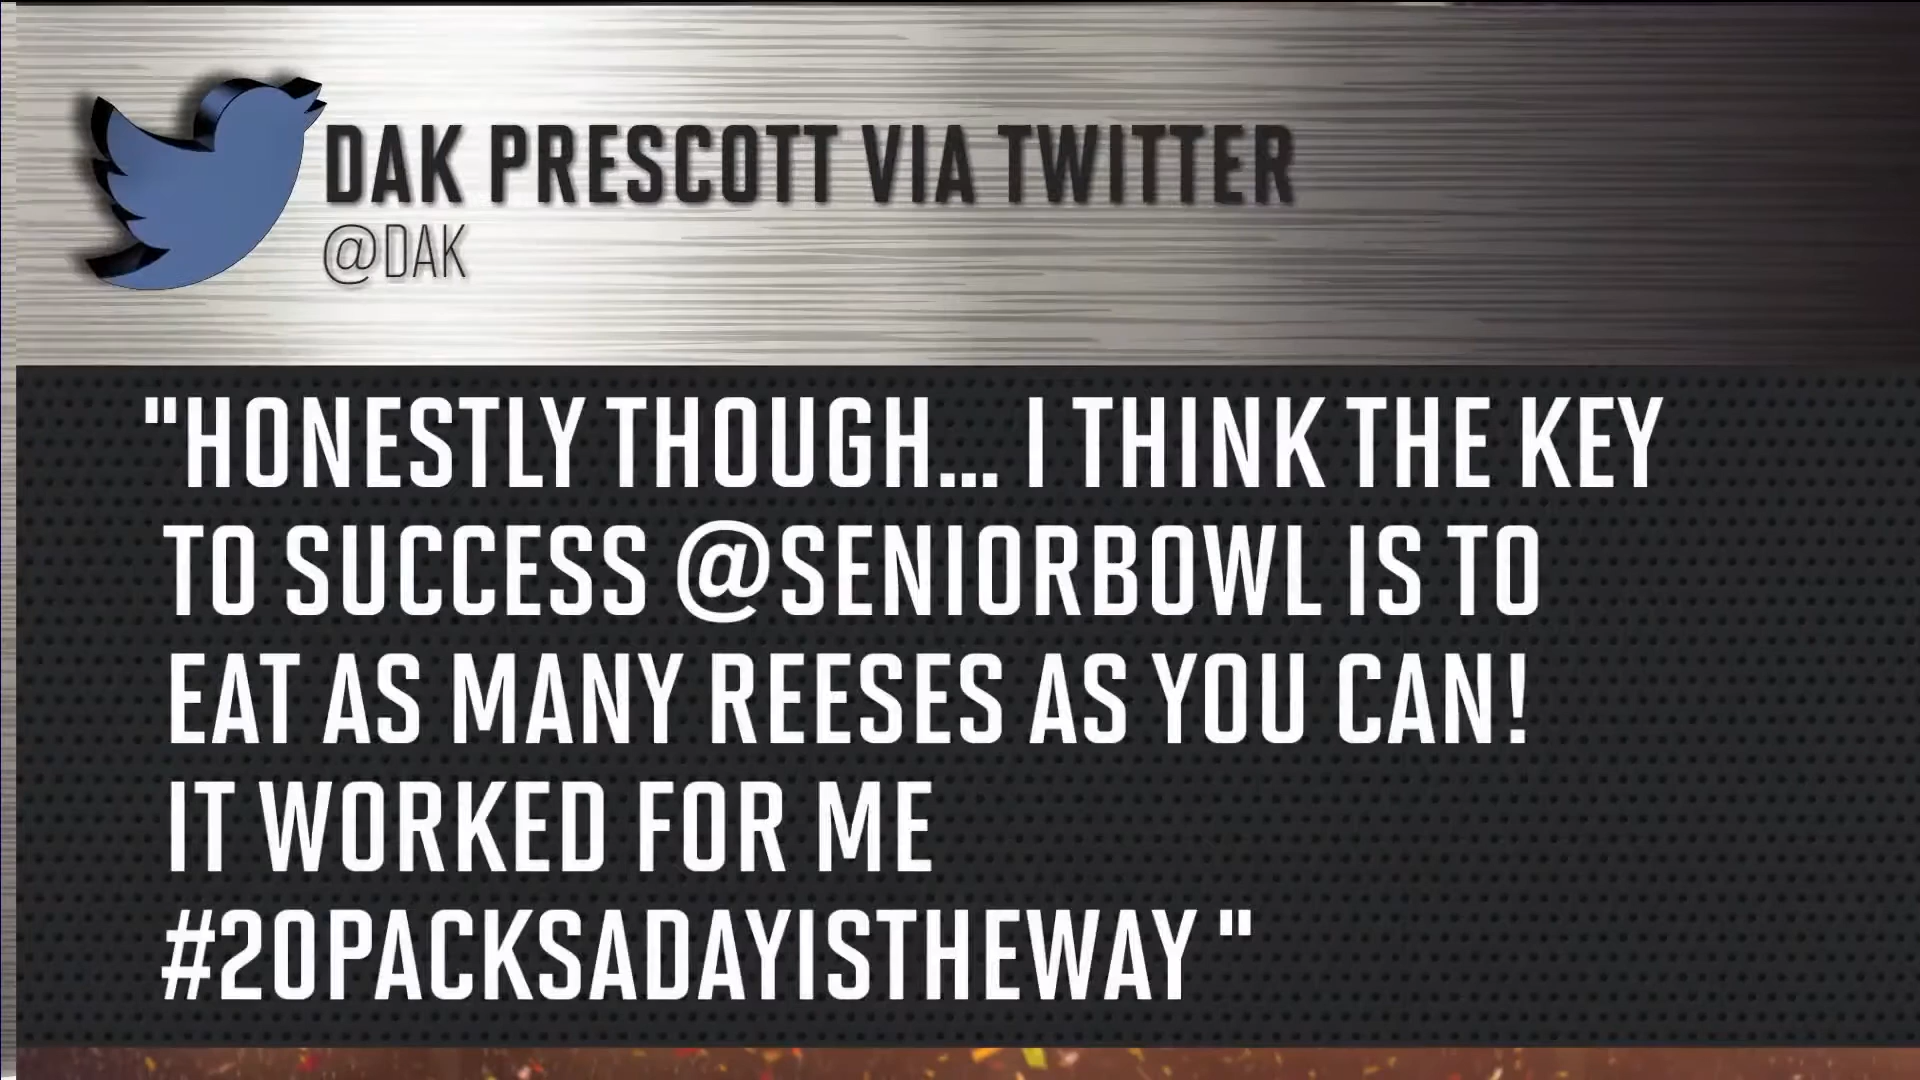 DAK PRESCOTT VIA TWITTER
@DAK
"HONESTLY THOUGH... I THINK THE KEY
TO SUCCESS @SENIORBOWL IS TO
EAT AS MANY REESES AS YOU CAN!
IT WORKED FOR ME
#20PACKSADAYISTHEWAY"